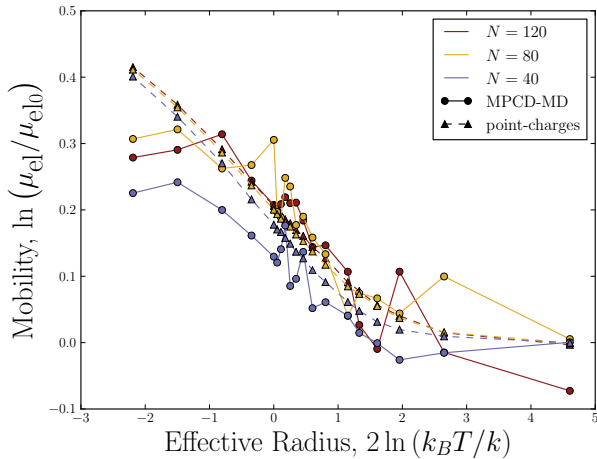 0.5
0.4
0.3
0.2
0.1
0.0
−0.1
−3
−2
−1
0
1
2
3
4
5
Mobility, ln (μel/μel0)
Effective Radius, 2 ln (kBT/k)
N = 120
N = 80
N = 40
MPCD-MD
point-charges